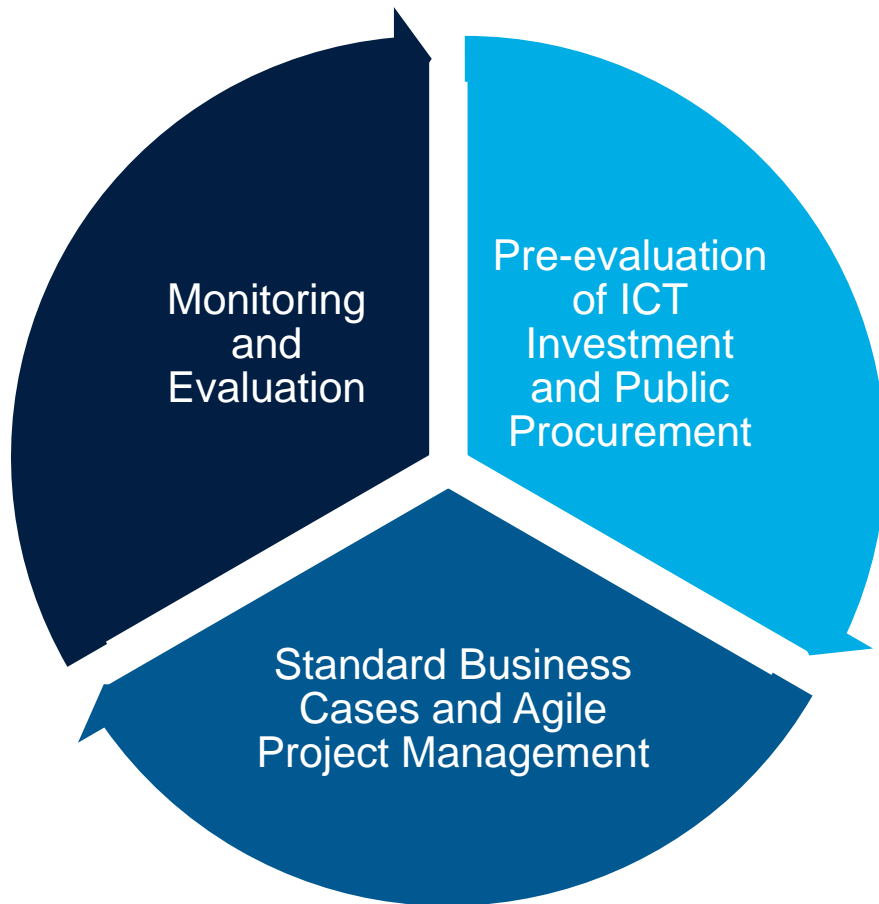 Pre-evaluation
of ICT
Investment
and Public
Procurement
Standard Business
Cases and Agile
Project Management
Monitoring
and
Evaluation